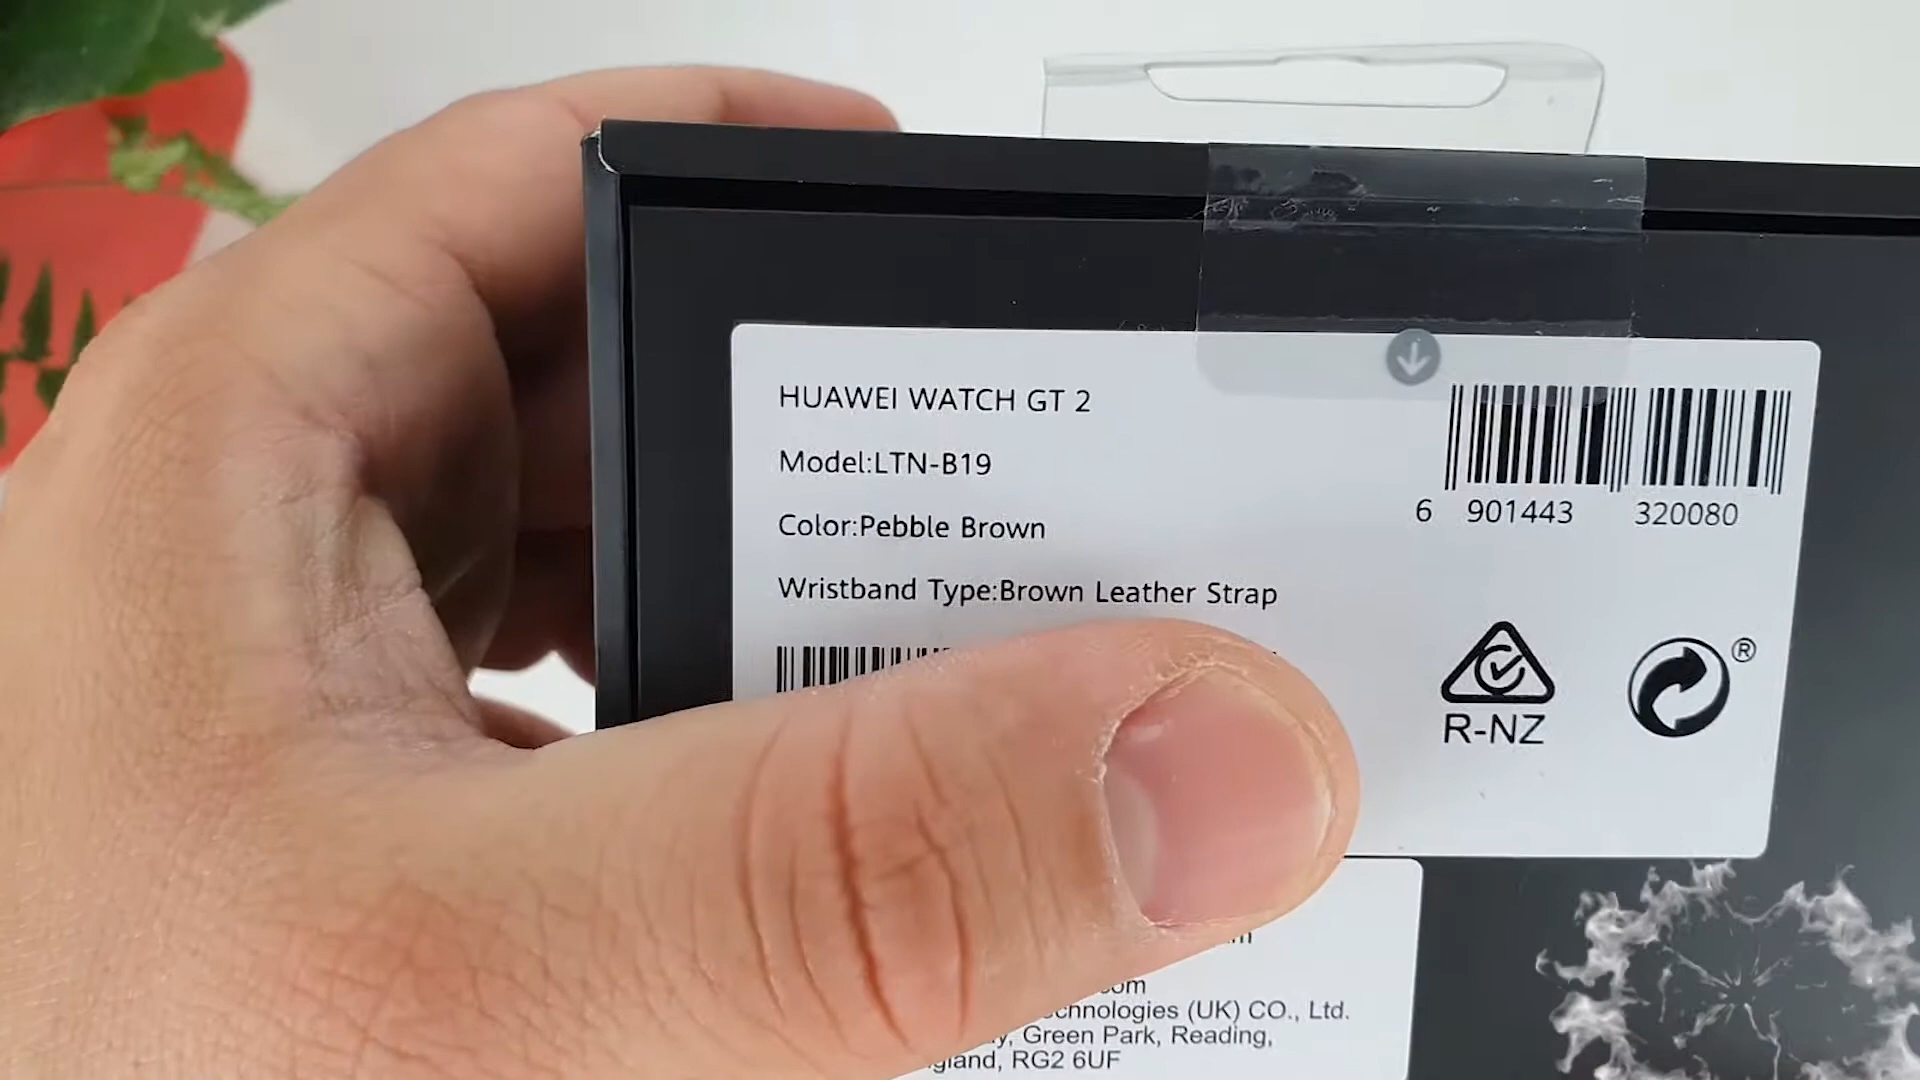 HUAWEI WATCH GT 2
Model:LTN-B19
Color:Pebble Brown
Wristband Type:Brown Leather Strap
6 901443 320080
R-NZ
®
(UK) CO., Ltd.
Green Park, Reading,
RG2 6UF